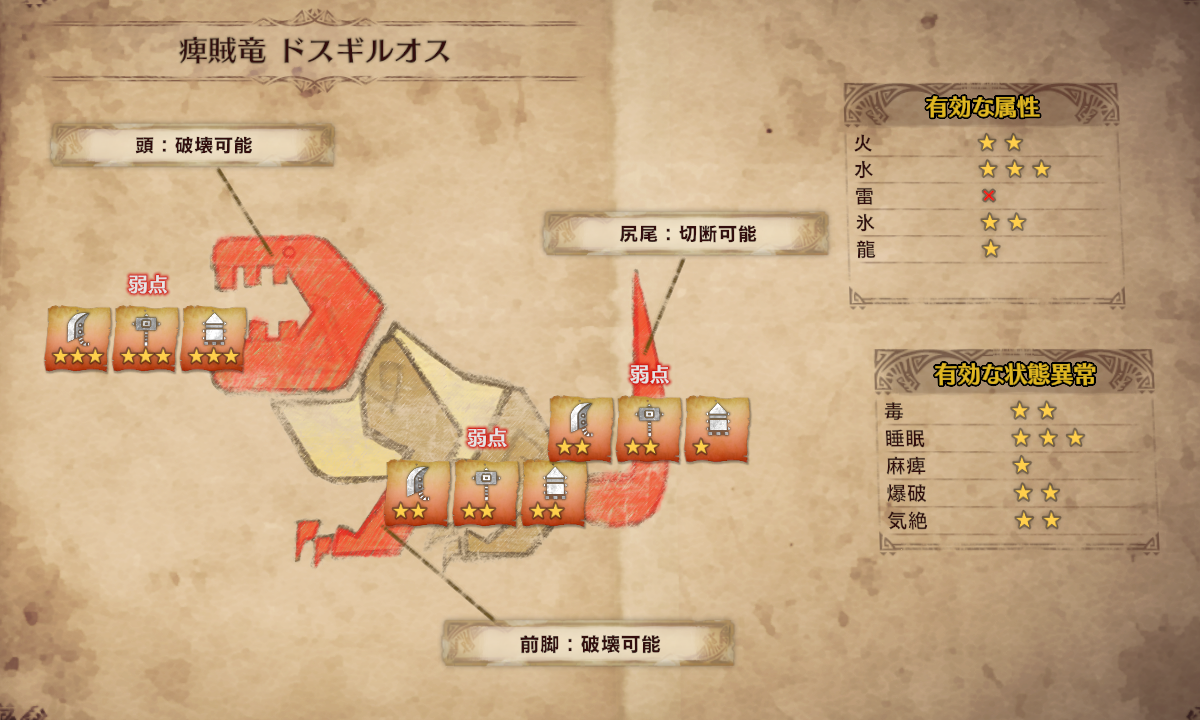 痺賊竜 ドスギルオス
頭：破壊可能
弱点
★★★ ★★★ ★★★
尻尾：切断可能
弱点
★★ ★★ ★
弱点
★★ ★★ ★★
前脚：破壊可能
有効な属性
火 ★★
水 ★★★
雷 ×
氷 ★★
龍 ★
有効な状態異常
毒 ★★
睡眠 ★★★
麻痺 ★
爆破 ★★
気絶 ★★